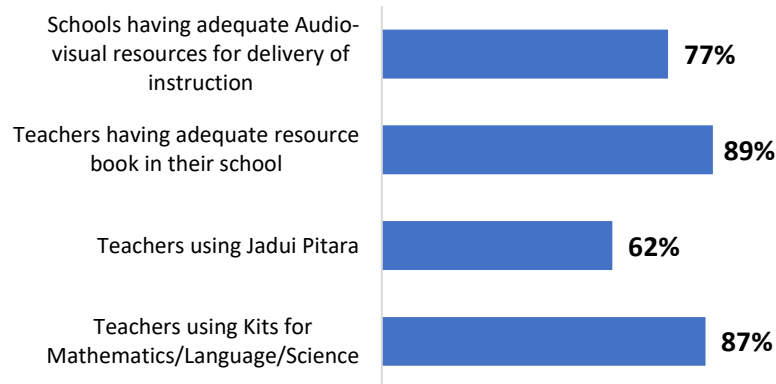 Schools having adequate Audio-
visual resources for delivery of
instruction
77%
Teachers having adequate resource
book in their school
89%
Teachers using Jadui Pitara
62%
Teachers using Kits for
Mathematics/Language/Science
87%